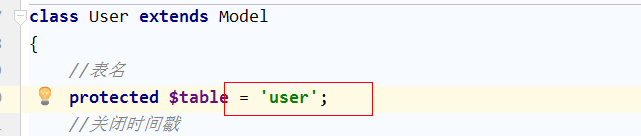 class User extends Model
{
//表名
protected $table = 'user';
//关闭时间戳